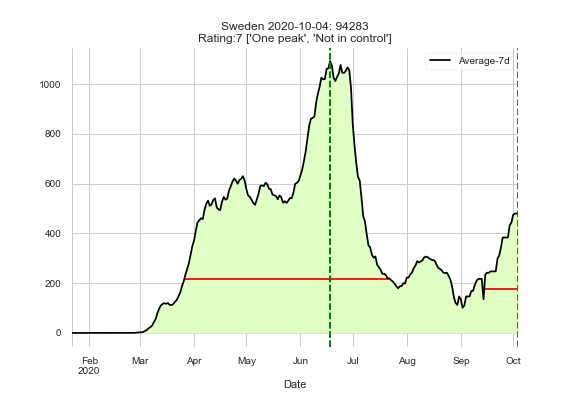 Sweden 2020-10-04: 94283
Rating:7 ['One peak', 'Not in control']
Average-7d
1000
800
600
400
200
0
Feb Mar Apr May Jun Jul Aug Sep Oct
2020
Date